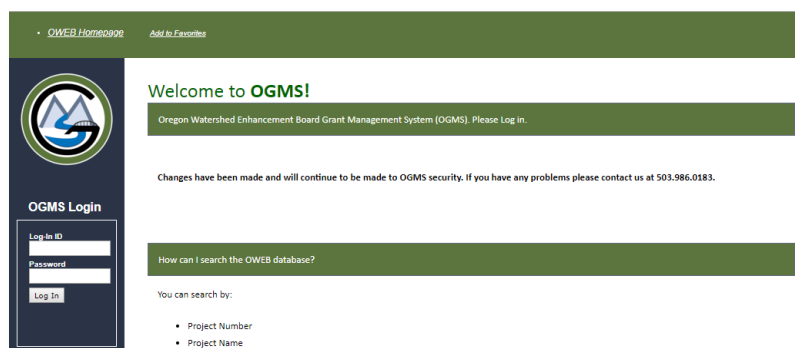 • OWEB Homepage
Add to Favorites
OGMS Login
Log-In ID
Password
Log In
Welcome to OGMS!
Oregon Watershed Enhancement Board Grant Management System (OGMS). Please Log in.
Changes have been made and will continue to be made to OGMS security. If you have any problems please contact us at 503.986.0183.
How can I search the OWEB database?
You can search by:
• Project Number
• Project Name